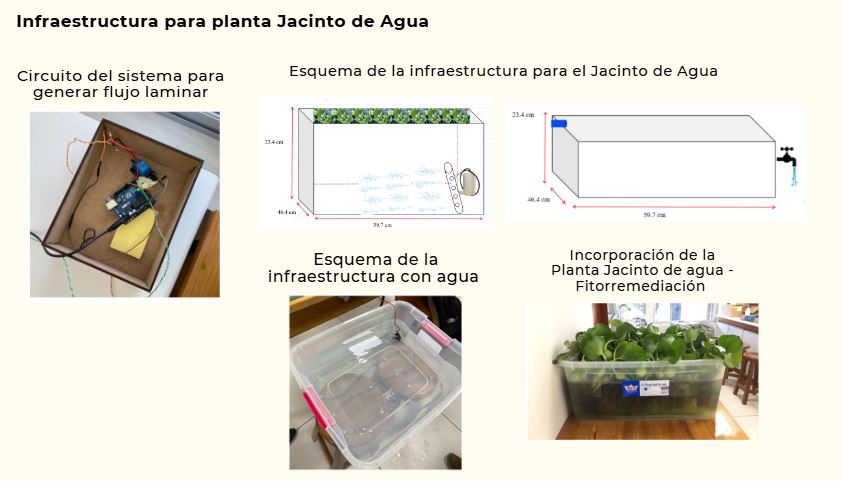 Infraestructura para planta Jacinto de Agua
Circuito del sistema para
generar flujo laminar
Esquema de la infraestructura para el Jacinto de Agua
23.4 cm
46.4 cm
59.7 cm
23.4 cm
46.4 cm
59.7 cm
Esquema de la
infraestructura con agua
Incorporación de la
Planta Jacinto de agua -
Fitorremediación